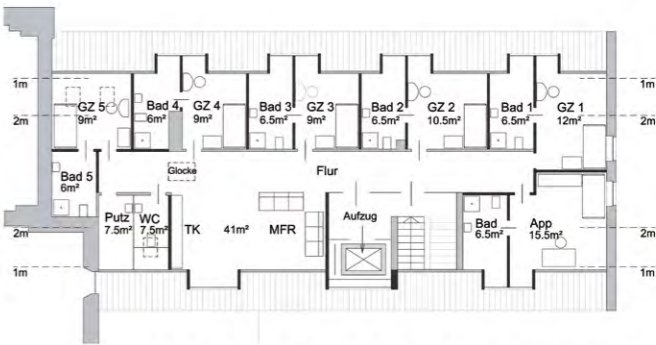 1m
1m
GZ 5
9m²
Bad 4
6m²
GZ 4
9m²
Bad 3
6.5m²
GZ 3
9m²
Bad 2
6.5m²
GZ 2
10.5m²
Bad 1
6.5m²
GZ 1
12m²
2m
2m
Glocke
Flur
Bad 5
6m²
Putz
7.5m²
WC
7.5m²
TK
41m²
MFR
Aufzug
Bad
6.5m²
App
15.5m²
2m
2m
1m
1m